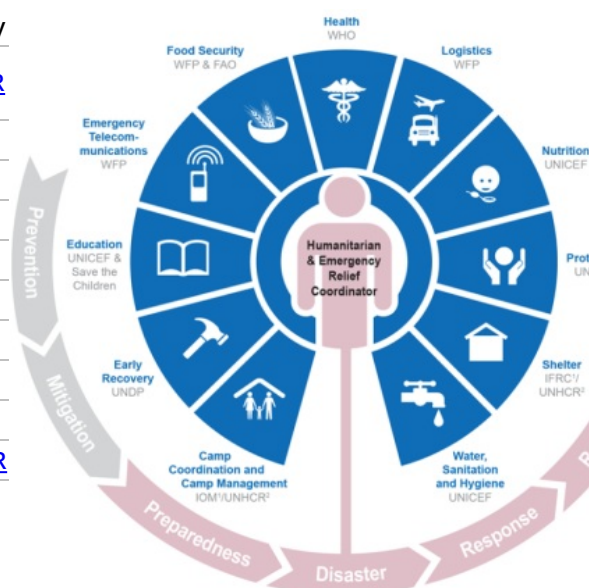 Health
WHO
Food Security
WFP & FAO
Logistics
WFP
Emergency
Telecom-
munications
WFP
Nutrition
UNICEF
Education
UNICEF &
Save the
Children
Humanitarian
& Emergency
Relief
Coordinator
Early
Recovery
UNDP
Shelter
IFRC¹/
UNHCR²
Camp
Coordination and
Camp Management
IOM¹/UNHCR²
Water,
Sanitation
and Hygiene
UNICEF
Prevention
Mitigation
Preparedness
Disaster
Response